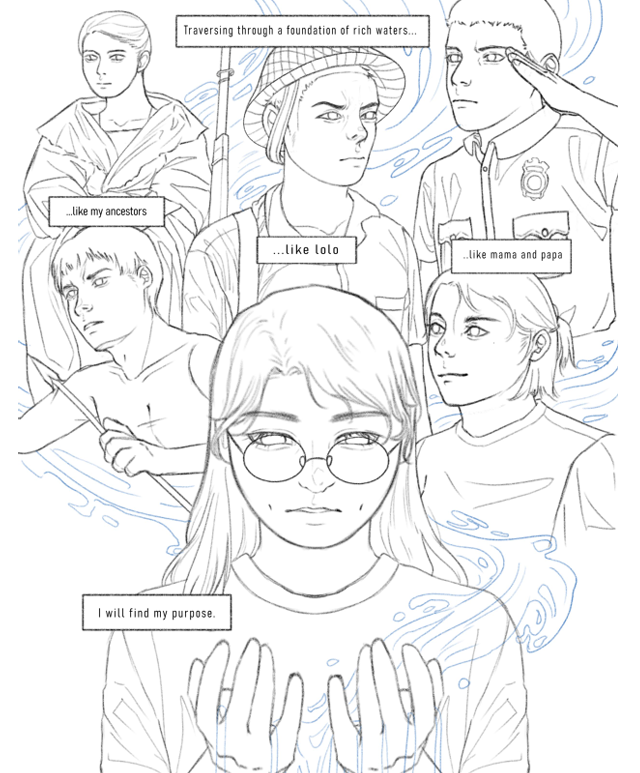 Traversing through a foundation of rich waters...
...like my ancestors
...like lolo
..like mama and papa
I will find my purpose.